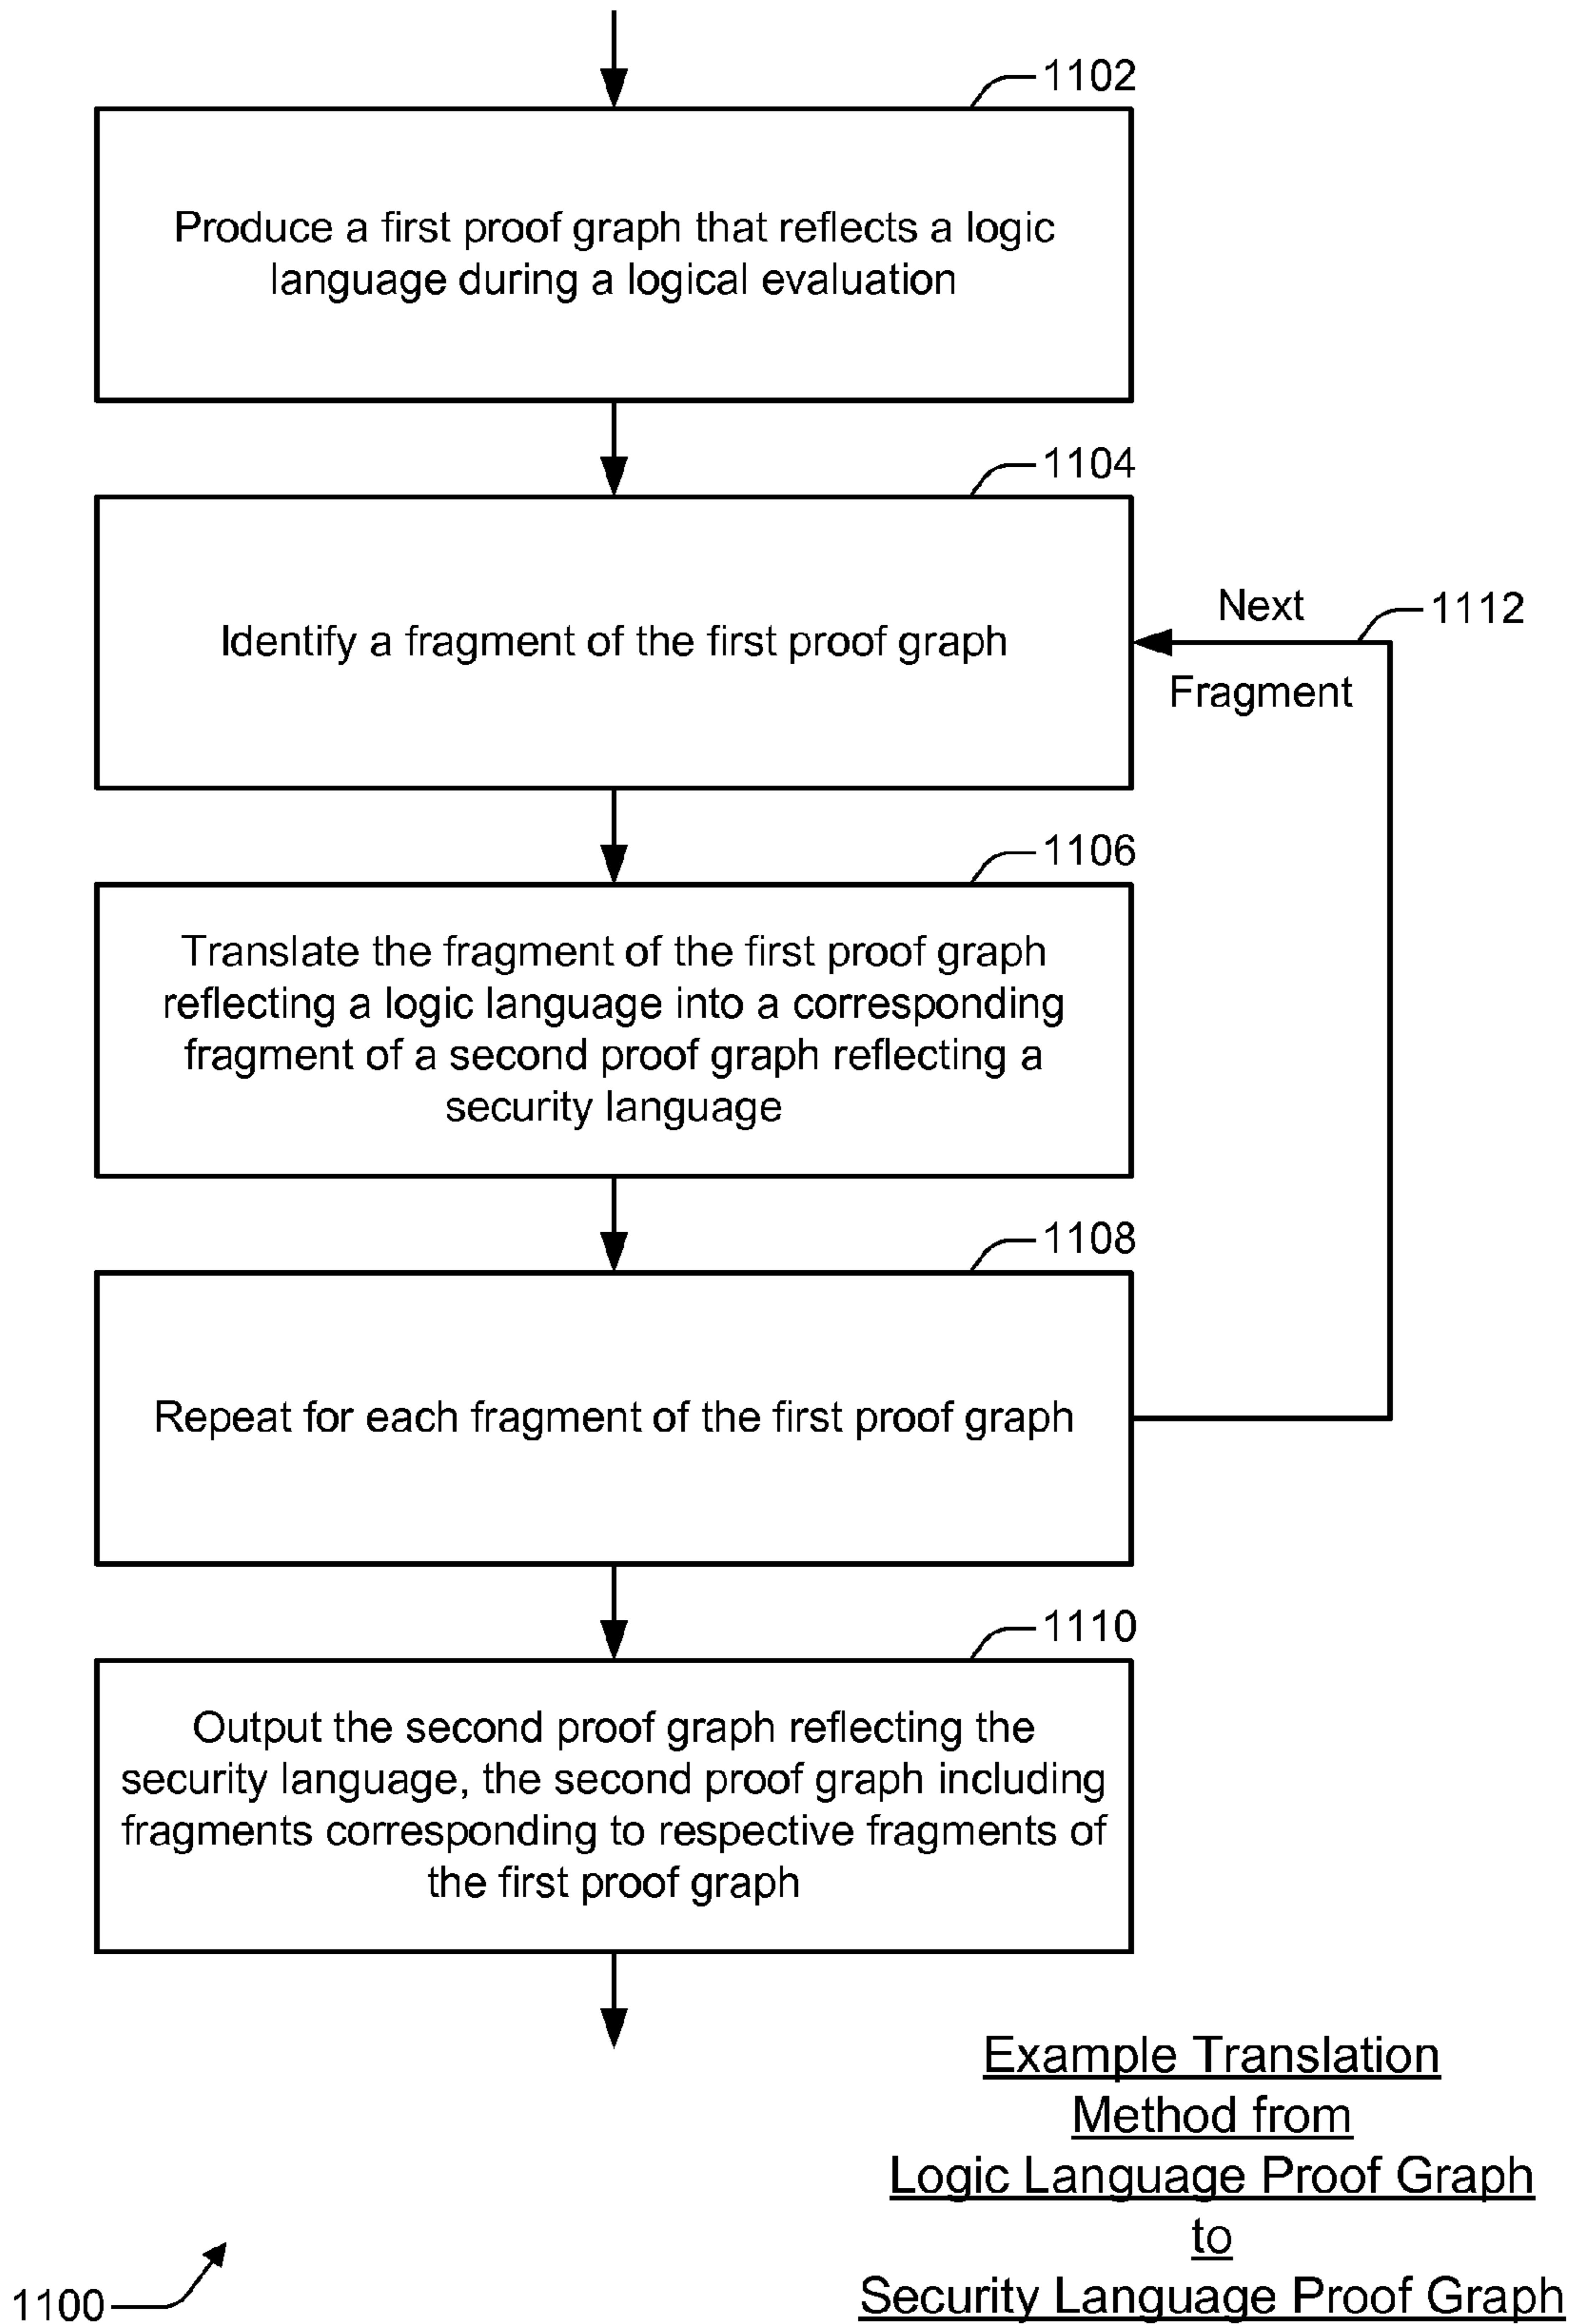 1102
Produce a first proof graph that reflects a logic
language during a logical evaluation
1104
Identify a fragment of the first proof graph
Next
1112
Fragment
1106
Translate the fragment of the first proof graph
reflecting a logic language into a corresponding
fragment of a second proof graph reflecting a
security language
1108
Repeat for each fragment of the first proof graph
1110
Output the second proof graph reflecting the
security language, the second proof graph including
fragments corresponding to respective fragments of
the first proof graph
Example Translation
Method from
Logic Language Proof Graph
to
Security Language Proof Graph
1100